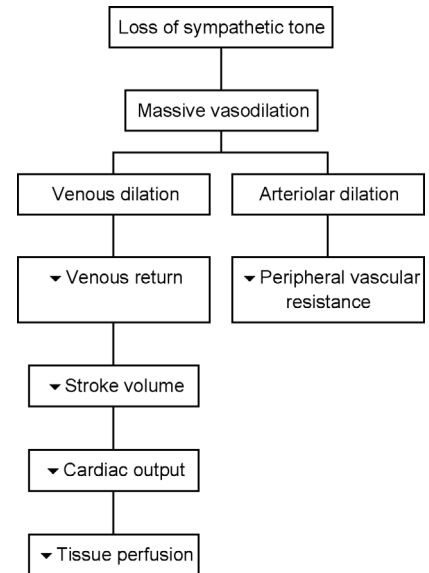 Loss of sympathetic tone
Massive vasodilation
Venous dilation
Arteriolar dilation
▼ Venous return
▼ Peripheral vascular
resistance
▼ Stroke volume
▼ Cardiac output
▼ Tissue perfusion